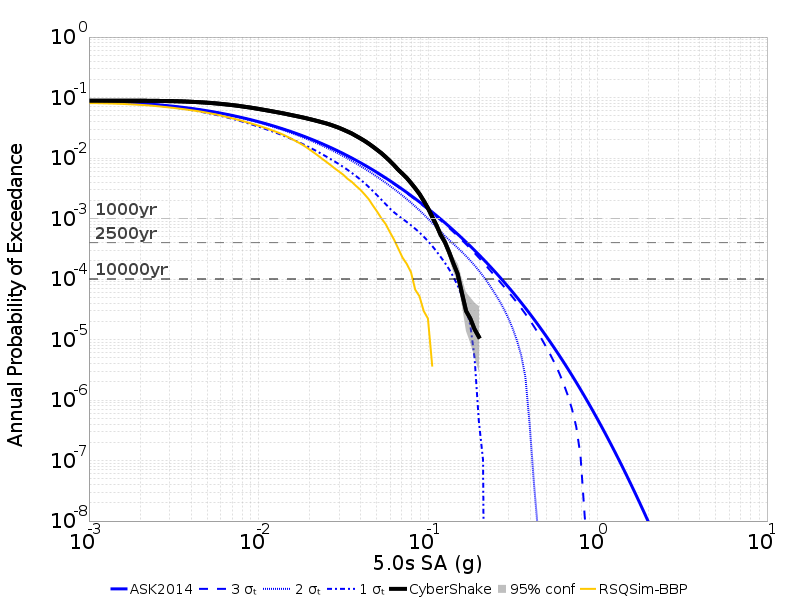 10^0
10^-1
10^-2
10^-3
10^-4
10^-5
10^-6
10^-7
10^-8
Annual Probability of Exceedance
1000yr
2500yr
10000yr
10^-3 10^-2 10^-1 10^0 10^1
5.0s SA (g)
ASK2014 3 σₜ 2 σₜ 1 σₜ CyberShake 95% conf RSQSim-BBP